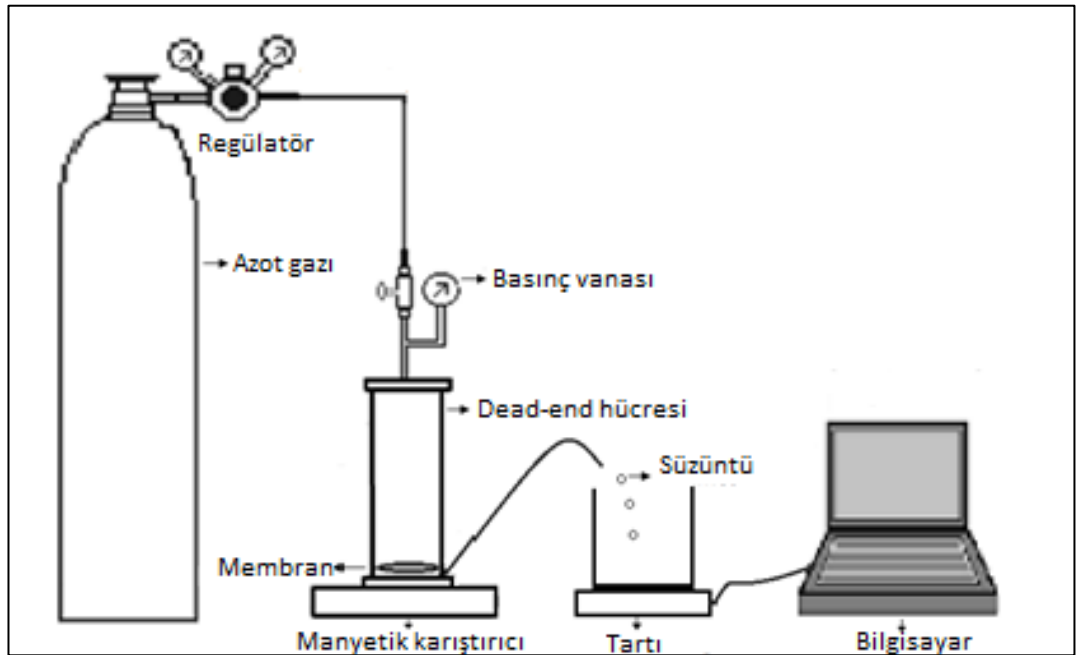 Regülatör
Azot gazı
Basınç vanası
Dead-end hücresi
Süzüntü
Membran
Manyetik karıştırıcı
Tartı
Bilgisayar